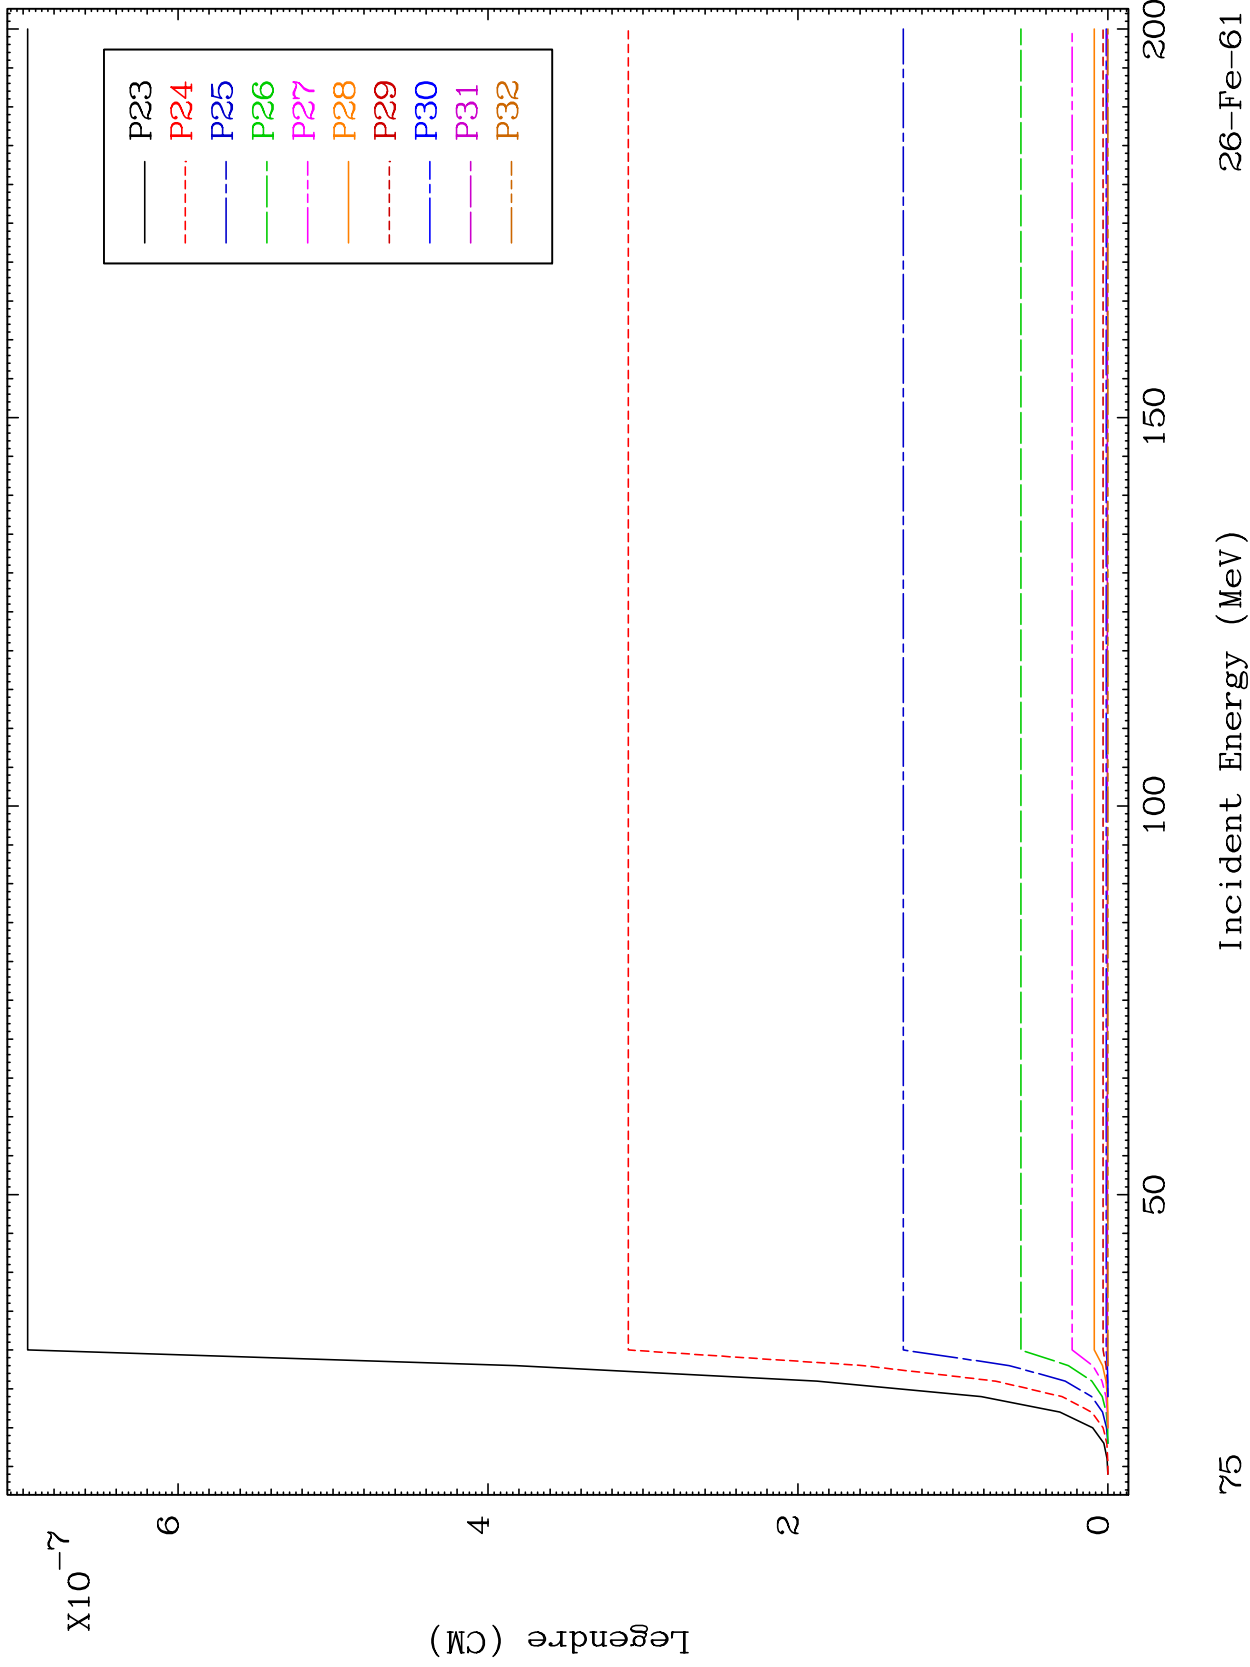 X10-7
Legendre (CM)
6
4
2
0
P23
P24
P25
P26
P27
P28
P29
P30
P31
P32
50
100
150
200
Incident Energy (MeV)
75
26-Fe-61